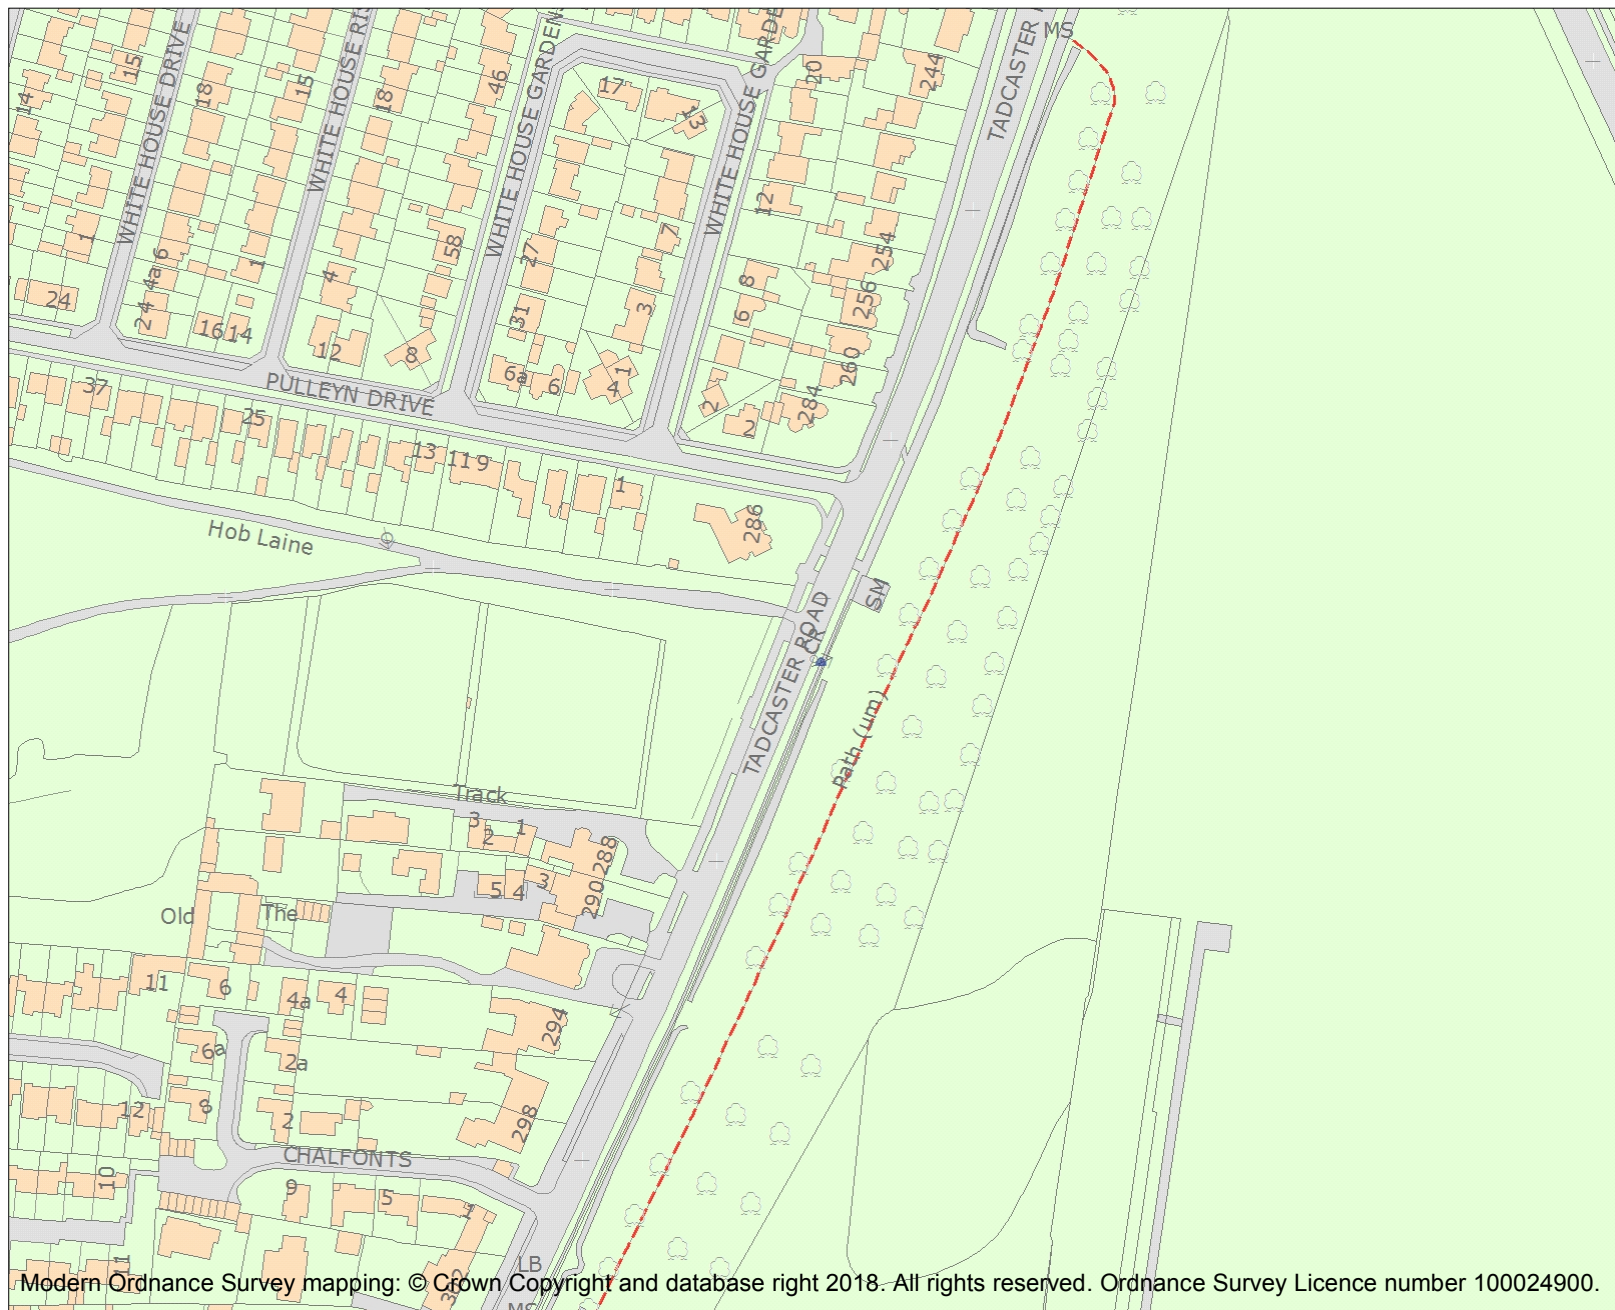 MS
WHITE HOUSE DRIVE
WHITE HOUSE RIS
WHITE HOUSE GARDENS
WHITE HOUSE GARDE
TADCASTER
14
15
18
15
18
46
17
13
20
244
12
1
4a 6
1
4
58
27
7
254
24
2 4
16 14
12
8
31
3
8
6
256
6a
6
4
1
260
2
2
284
PULLEYN DRIVE
37
25
13
11 9
1
286
Hob Laine
SM
CR
TADCASTER ROAD
Path (um)
Track
3
2
1
288
5
4
3
290
Old
The
11
6
4a
4
294
6a
2a
12
8
2
298
CHALFONTS
10
9
5
1
11
LB
302
MS
Modern Ordnance Survey mapping: © Crown Copyright and database right 2018. All rights reserved. Ordnance Survey Licence number 100024900.